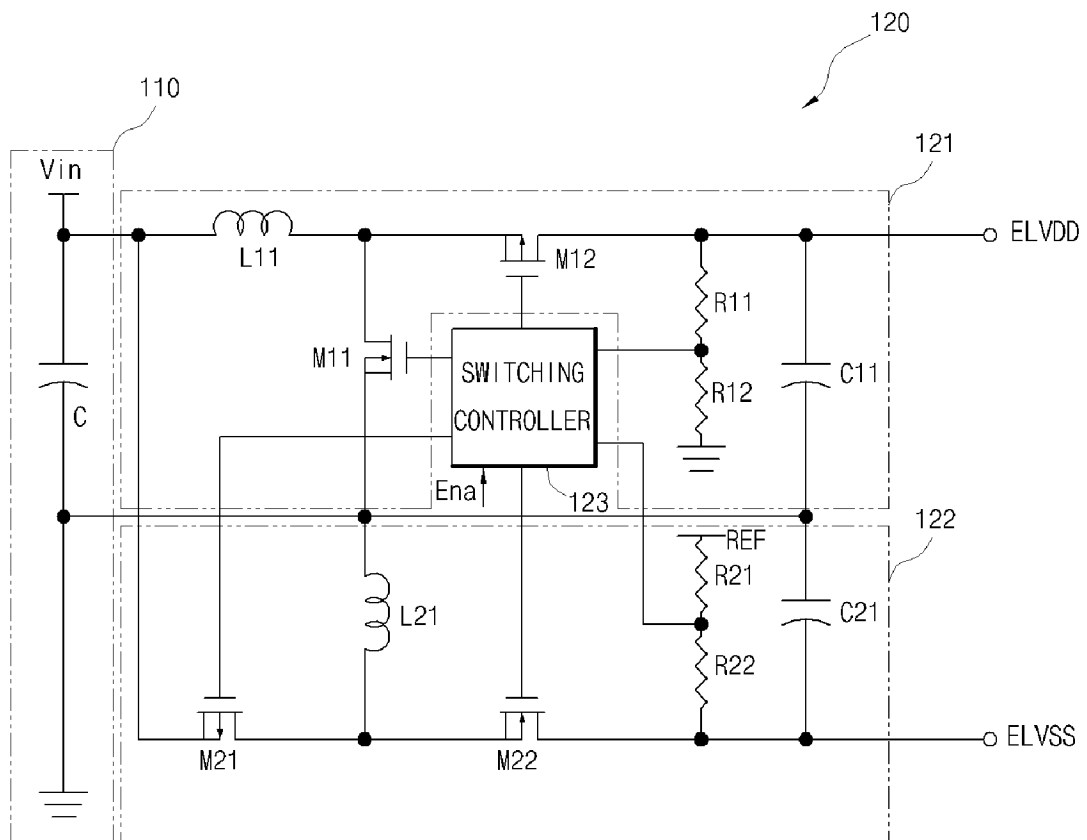 120
110
121
Vin
ELVDD
L11
M12
R11
M11
SWITCHING
CONTROLLER
R12
C11
C
Ena
123
122
REF
R21
L21
C21
R22
M21
M22
ELVSS